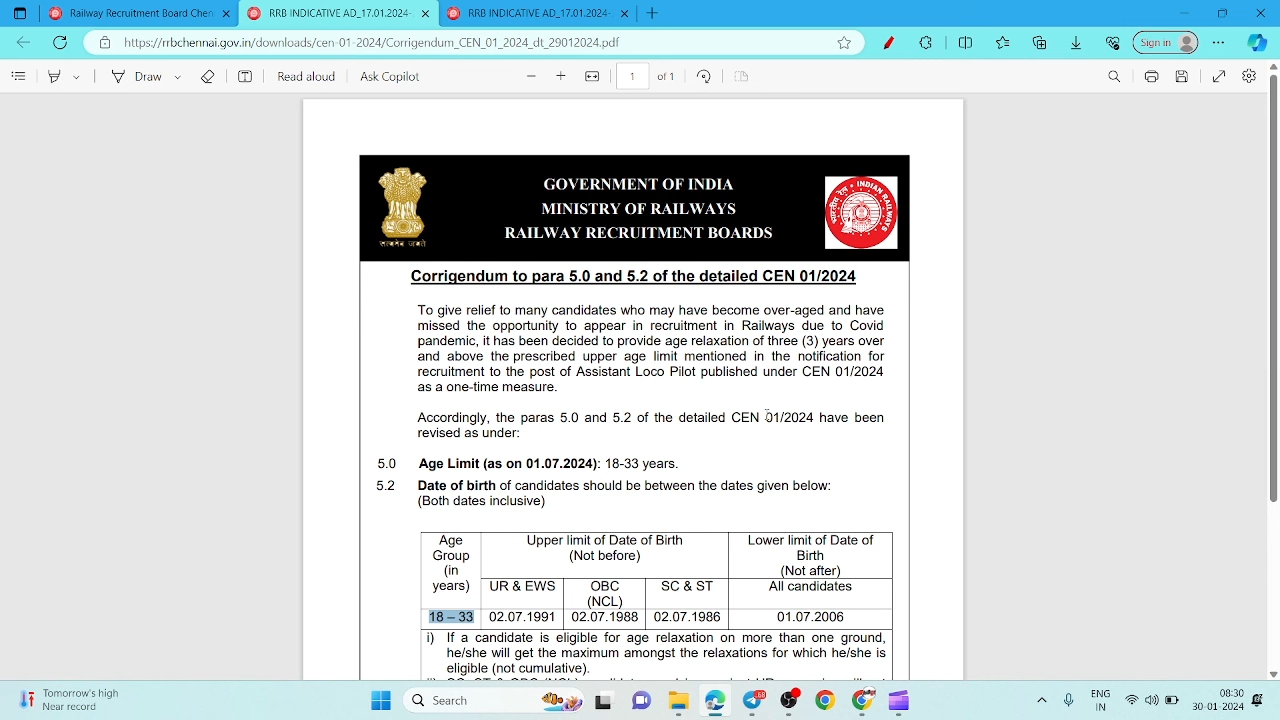 Railway Recruitment Board Chen
RRB INDICATIVE AD_17.01.2024-
RRB INDICATIVE AD_17.01.2024-
https://rrbchennai.gov.in/downloads/cen-01-2024/Corrigendum_CEN_01_2024_dt_29012024.pdf
Sign in
Draw
Read aloud
Ask Copilot
1
of 1
GOVERNMENT OF INDIA
MINISTRY OF RAILWAYS
RAILWAY RECRUITMENT BOARDS
सत्यमेव जयते
INDIAN RAILWAYS
भारतीय रेल
Corrigendum to para 5.0 and 5.2 of the detailed CEN 01/2024
To give relief to many candidates who may have become over-aged and have
missed the opportunity to appear in recruitment in Railways due to Covid
pandemic, it has been decided to provide age relaxation of three (3) years over
and above the prescribed upper age limit mentioned in the notification for
recruitment to the post of Assistant Loco Pilot published under CEN 01/2024
as a one-time measure.
Accordingly, the paras 5.0 and 5.2 of the detailed CEN 01/2024 have been
revised as under:
5.0 Age Limit (as on 01.07.2024): 18-33 years.
5.2 Date of birth of candidates should be between the dates given below:
(Both dates inclusive)
Age
Group
(in
years)
Upper limit of Date of Birth
(Not before)
Lower limit of Date of
Birth
(Not after)
UR & EWS
OBC
(NCL)
SC & ST
All candidates
18 – 33 02.07.1991 02.07.1988 02.07.1986 01.07.2006
i) If a candidate is eligible for age relaxation on more than one ground,
he/she will get the maximum amongst the relaxations for which he/she is
eligible (not cumulative).
Tomorrow's high
Near record
Search
68
ENG
IN
08:30
30-01-2024